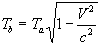 T_b = T_a √(1 − V²/c²)